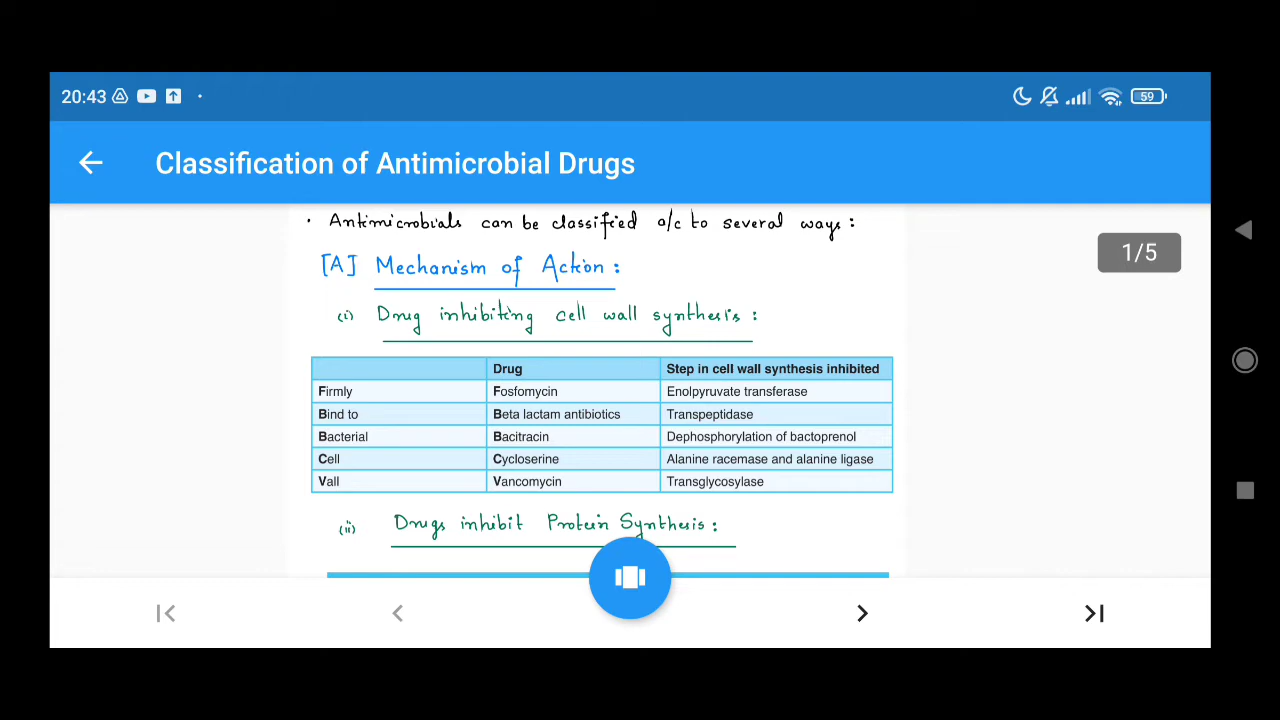 20:43 59
Classification of Antimicrobial Drugs
• Antimicrobials can be classified a/c to several ways :
1/5
[A] Mechanism of Action :
(i) Drug inhibiting cell wall synthesis :
Drug Step in cell wall synthesis inhibited
Firmly Fosfomycin Enolpyruvate transferase
Bind to Beta lactam antibiotics Transpeptidase
Bacterial Bacitracin Dephosphorylation of bactoprenol
Cell Cycloserine Alanine racemase and alanine ligase
Vall Vancomycin Transglycosylase
(ii) Drugs inhibit Protein Synthesis :